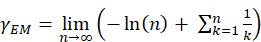 γ_EM = lim_{n→∞} (−ln(n) + ∑_{k=1}^{n} 1/k)